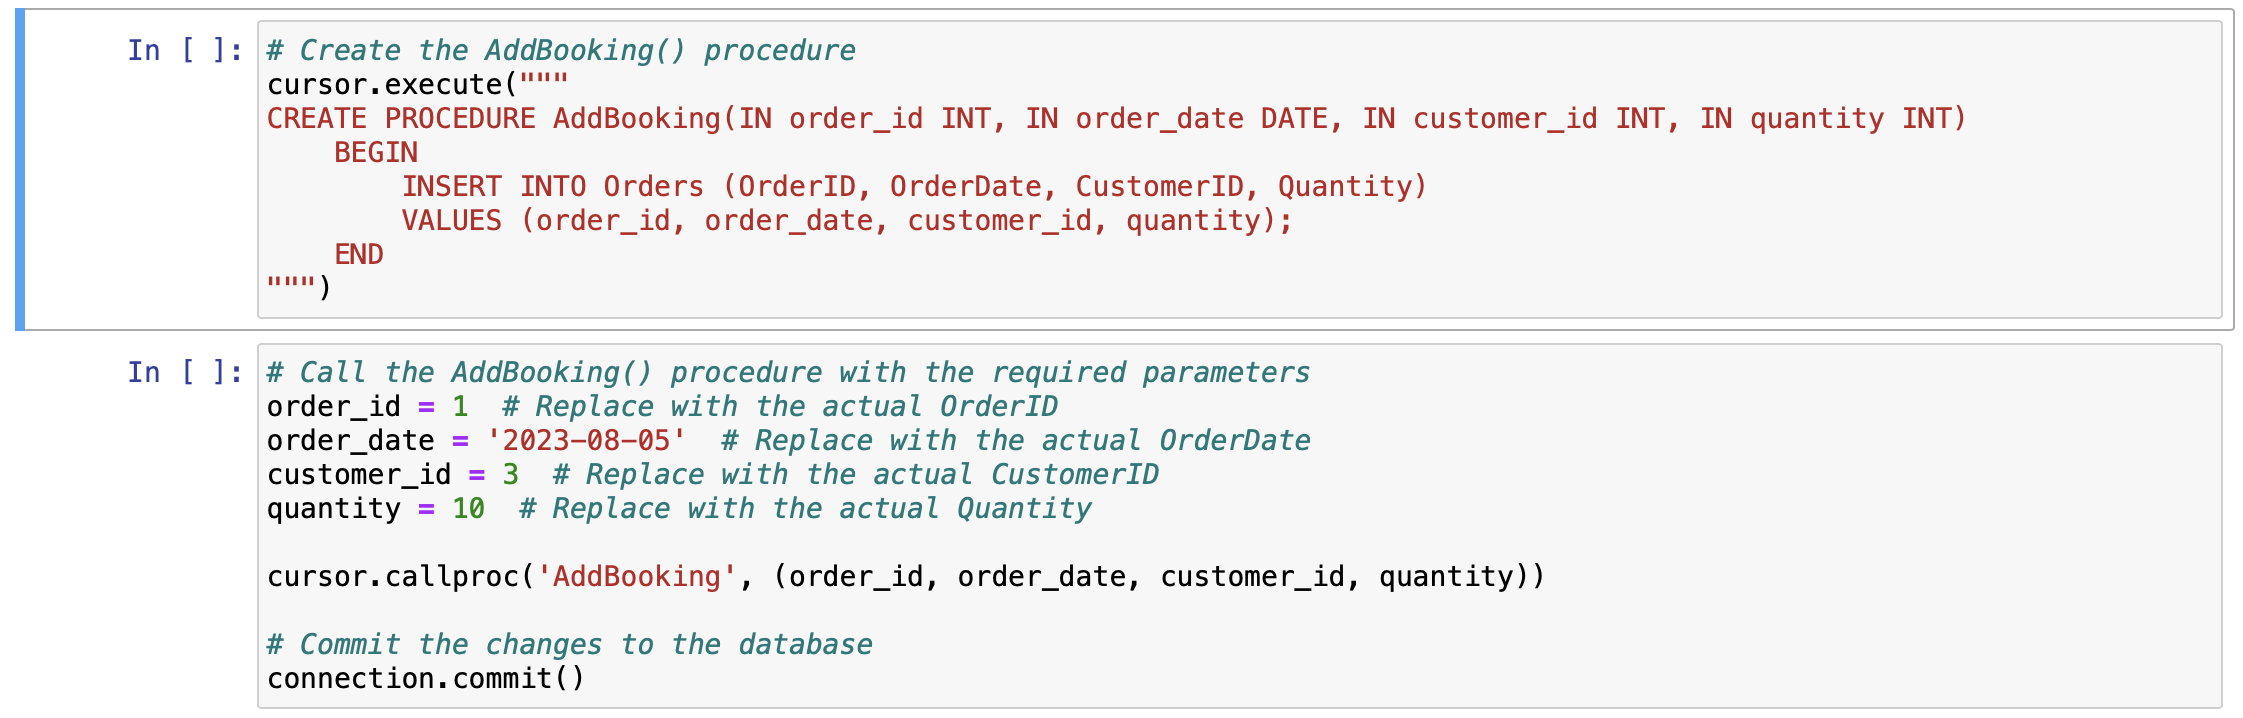 In [ ]: # Create the AddBooking() procedure
cursor.execute("""
CREATE PROCEDURE AddBooking(IN order_id INT, IN order_date DATE, IN customer_id INT, IN quantity INT)
    BEGIN
        INSERT INTO Orders (OrderID, OrderDate, CustomerID, Quantity)
        VALUES (order_id, order_date, customer_id, quantity);
    END
""")
In [ ]: # Call the AddBooking() procedure with the required parameters
order_id = 1  # Replace with the actual OrderID
order_date = '2023-08-05'  # Replace with the actual OrderDate
customer_id = 3  # Replace with the actual CustomerID
quantity = 10  # Replace with the actual Quantity
cursor.callproc('AddBooking', (order_id, order_date, customer_id, quantity))
# Commit the changes to the database
connection.commit()